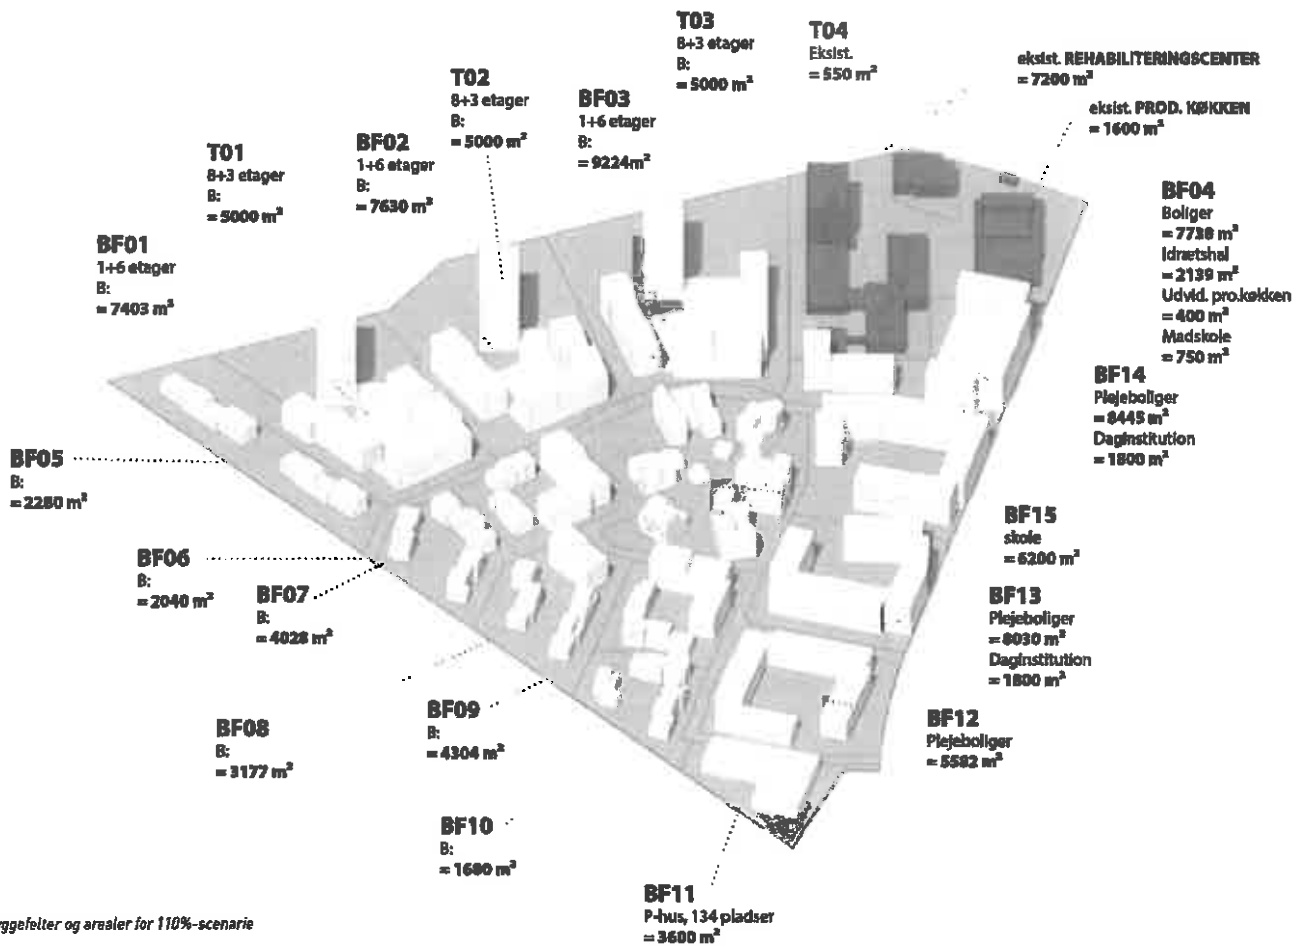 T03
8+3 etager
B:
= 5000 m²
T04
Eksist.
= 550 m²
eksist. REHABILITERINGSCENTER
= 7200 m²
T02
8+3 etager
B:
= 5000 m²
BF03
1+6 etager
B:
= 9224m²
eksist. PROD. KØKKEN
= 1600 m²
T01
8+3 etager
B:
= 5000 m²
BF02
1+6 etager
B:
= 7630 m²
BF04
Boliger
= 7738 m²
Idrætshal
= 2139 m²
Udvid. pro.køkken
= 400 m²
Madskole
= 750 m²
BF01
1+6 etager
B:
= 7403 m²
BF14
Plejeboliger
= 8445 m²
Daginstitution
= 1800 m²
BF05
B:
= 2280 m²
BF15
skole
= 6200 m²
BF06
B:
= 2040 m²
BF07
B:
= 4028 m²
BF13
Plejeboliger
= 8030 m²
Daginstitution
= 1800 m²
BF08
B:
= 3177 m²
BF09
B:
= 4304 m²
BF12
Plejeboliger
= 5582 m²
BF10
B:
= 1680 m²
BF11
P-hus, 134 pladser
= 3600 m²
yggefelter og arealer for 110%-scenarie